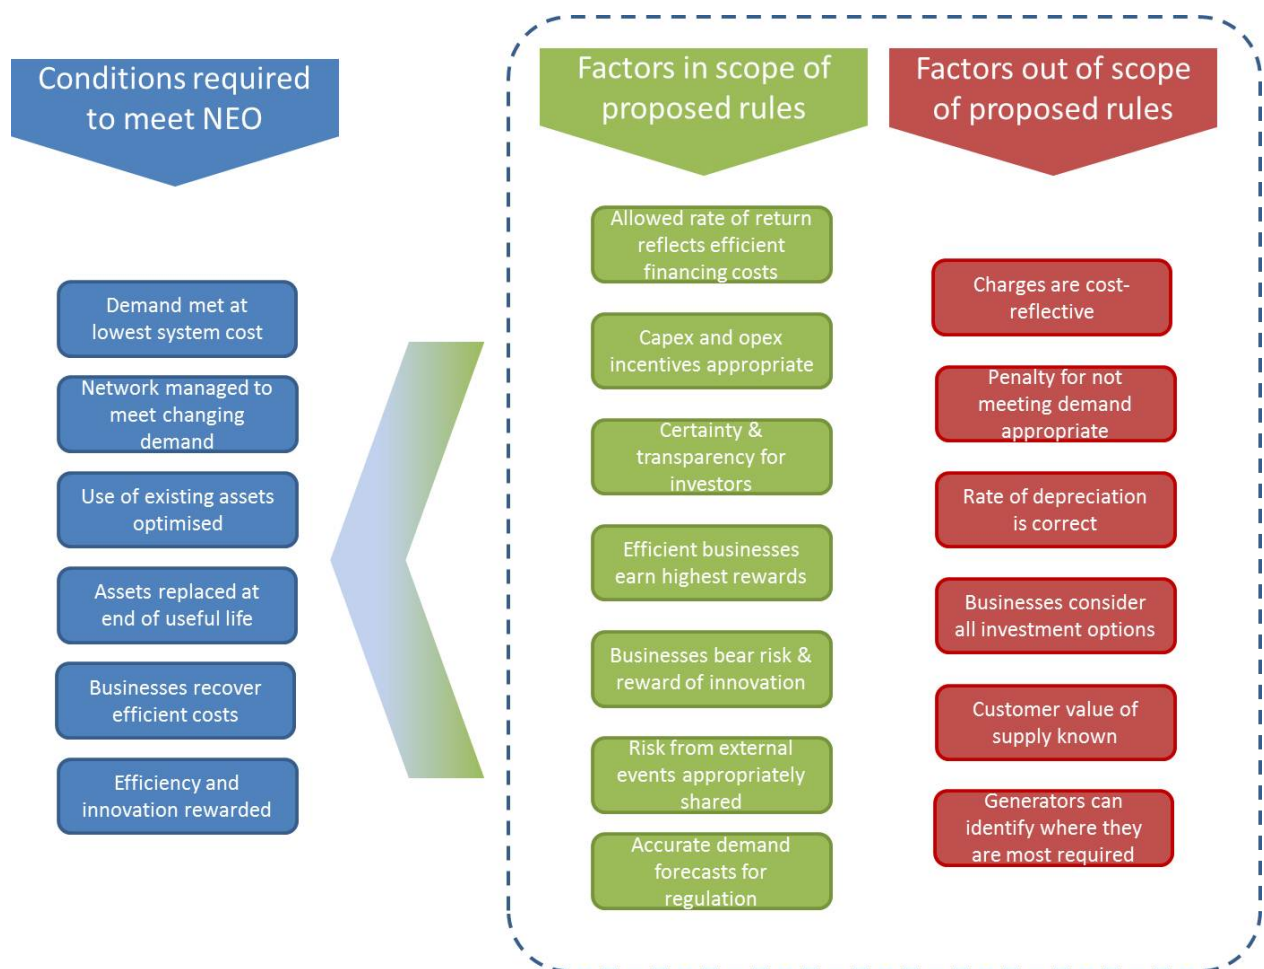 Conditions required
to meet NEO
Demand met at
lowest system cost
Network managed to
meet changing
demand
Use of existing assets
optimised
Assets replaced at
end of useful life
Businesses recover
efficient costs
Efficiency and
innovation rewarded
Factors in scope of
proposed rules
Allowed rate of return
reflects efficient
financing costs
Capex and opex
incentives appropriate
Certainty &
transparency for
investors
Efficient businesses
earn highest rewards
Businesses bear risk &
reward of innovation
Risk from external
events appropriately
shared
Accurate demand
forecasts for
regulation
Factors out of scope
of proposed rules
Charges are cost-
reflective
Penalty for not
meeting demand
appropriate
Rate of depreciation
is correct
Businesses consider
all investment options
Customer value of
supply known
Generators can
identify where they
are most required